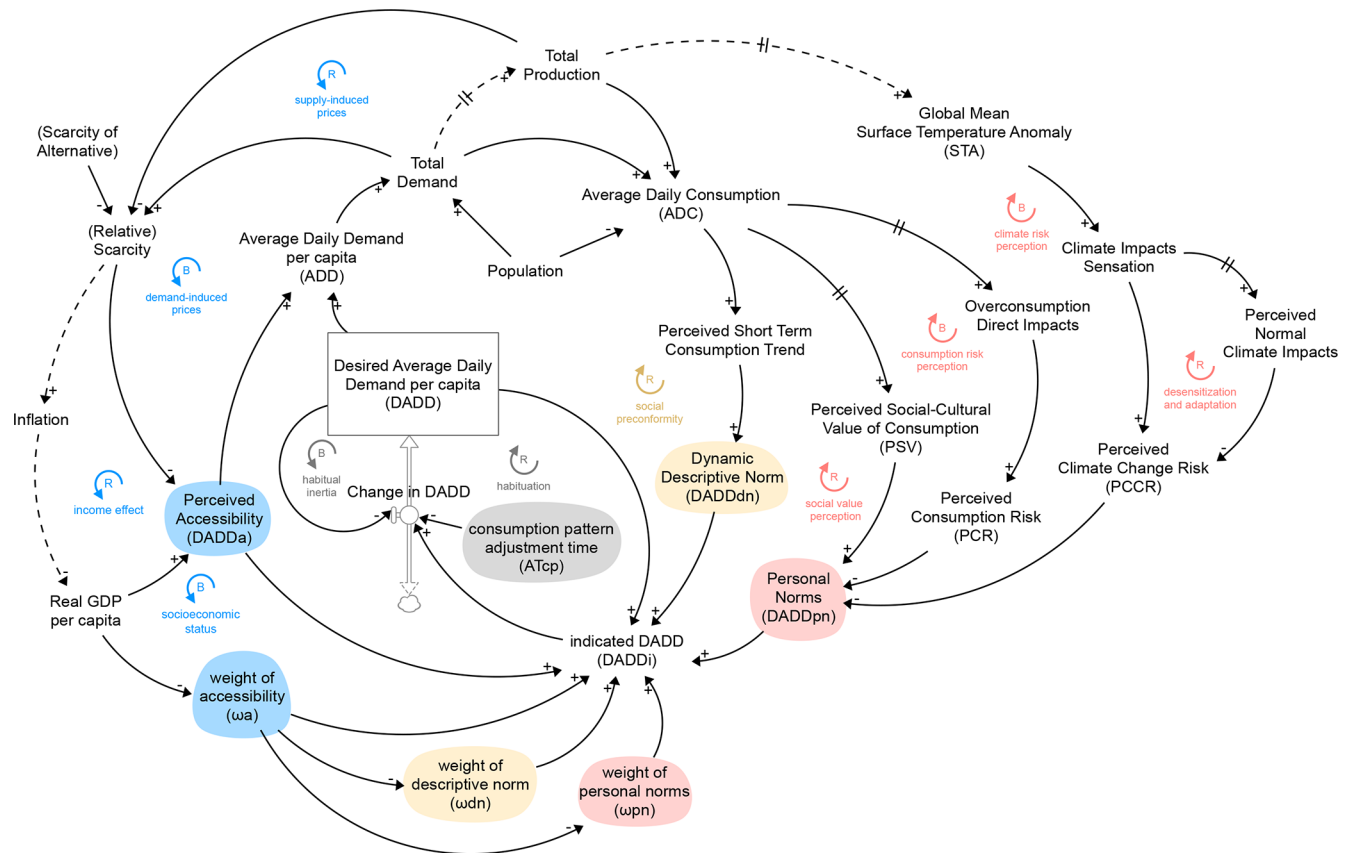 Total
Production
R
supply-induced
prices
Global Mean
Surface Temperature Anomaly
(STA)
(Scarcity of
Alternative)
Total
Demand
Average Daily Consumption
(ADC)
B
climate risk
perception
(Relative)
Scarcity
Average Daily Demand
per capita
(ADD)
Population
Climate Impacts
Sensation
B
demand-induced
prices
Overconsumption
Direct Impacts
Perceived
Normal
Climate Impacts
Perceived Short Term
Consumption Trend
B
consumption risk
perception
Desired Average Daily
Demand per capita
(DADD)
R
social
preconformity
R
desensitization
and adaptation
Inflation
Perceived Social-Cultural
Value of Consumption
(PSV)
B
habitual
inertia
R
habituation
Dynamic
Descriptive Norm
(DADDdn)
Perceived
Climate Change Risk
(PCCR)
R
income effect
Change in DADD
R
social value
perception
Perceived
Accessibility
(DADDa)
Perceived
Consumption Risk
(PCR)
consumption pattern
adjustment time
(ATcp)
B
socioeconomic
status
Real GDP
per capita
Personal
Norms
(DADDpn)
indicated DADD
(DADDi)
weight of
accessibility
(ωa)
weight of
descriptive norm
(ωdn)
weight of
personal norms
(ωpn)